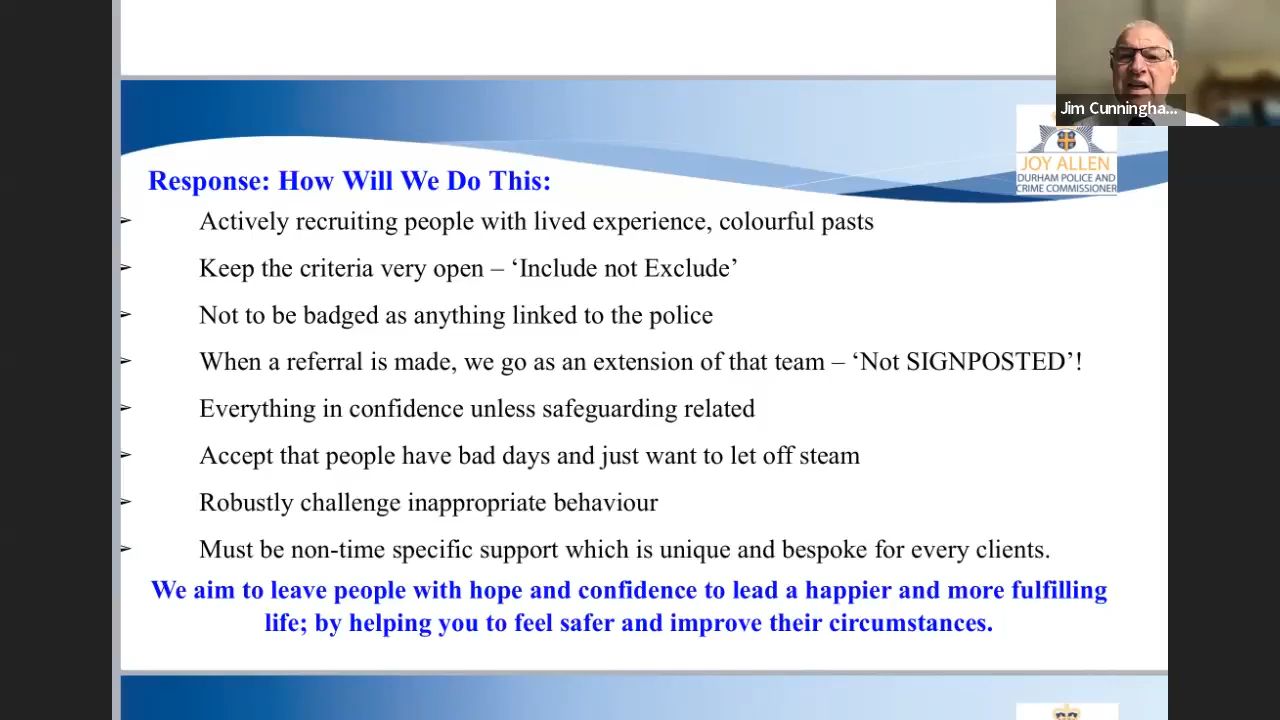 Jim Cunningha...
JOY ALLEN
DURHAM POLICE AND
CRIME COMMISSIONER
Response: How Will We Do This:
➢ Actively recruiting people with lived experience, colourful pasts
➢ Keep the criteria very open – ‘Include not Exclude’
➢ Not to be badged as anything linked to the police
➢ When a referral is made, we go as an extension of that team – ‘Not SIGNPOSTED’!
➢ Everything in confidence unless safeguarding related
➢ Accept that people have bad days and just want to let off steam
➢ Robustly challenge inappropriate behaviour
➢ Must be non-time specific support which is unique and bespoke for every clients.
We aim to leave people with hope and confidence to lead a happier and more fulfilling
life; by helping you to feel safer and improve their circumstances.